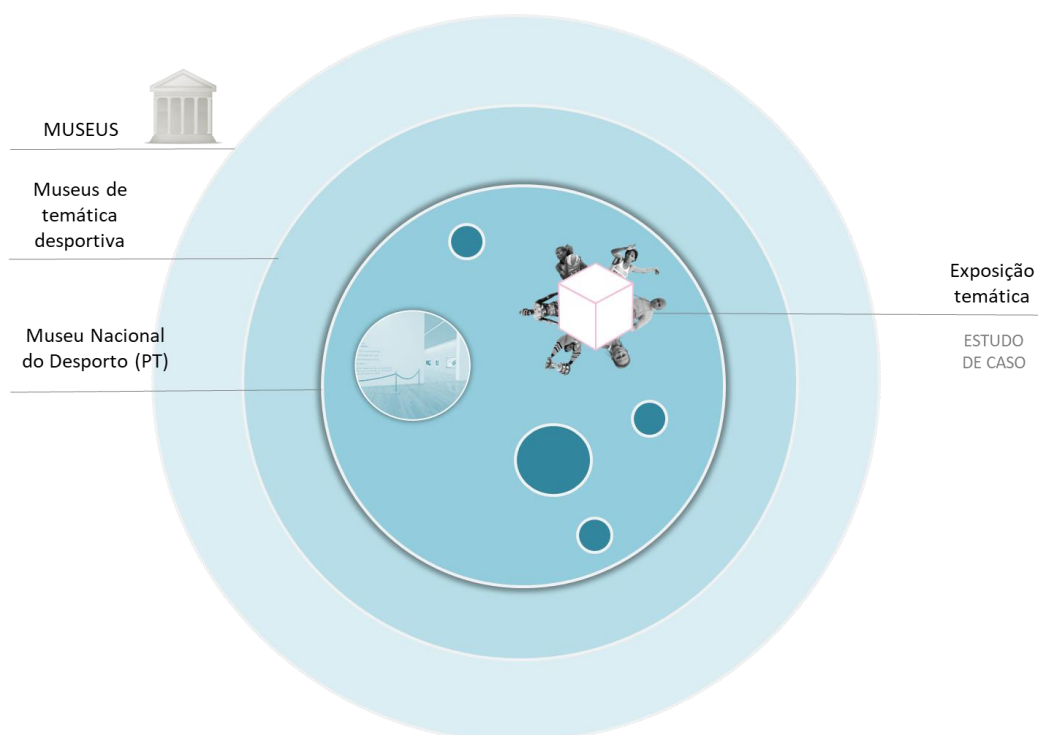 MUSEUS
Museus de
temática
desportiva
Museu Nacional
do Desporto (PT)
Exposição
temática
ESTUDO
DE CASO